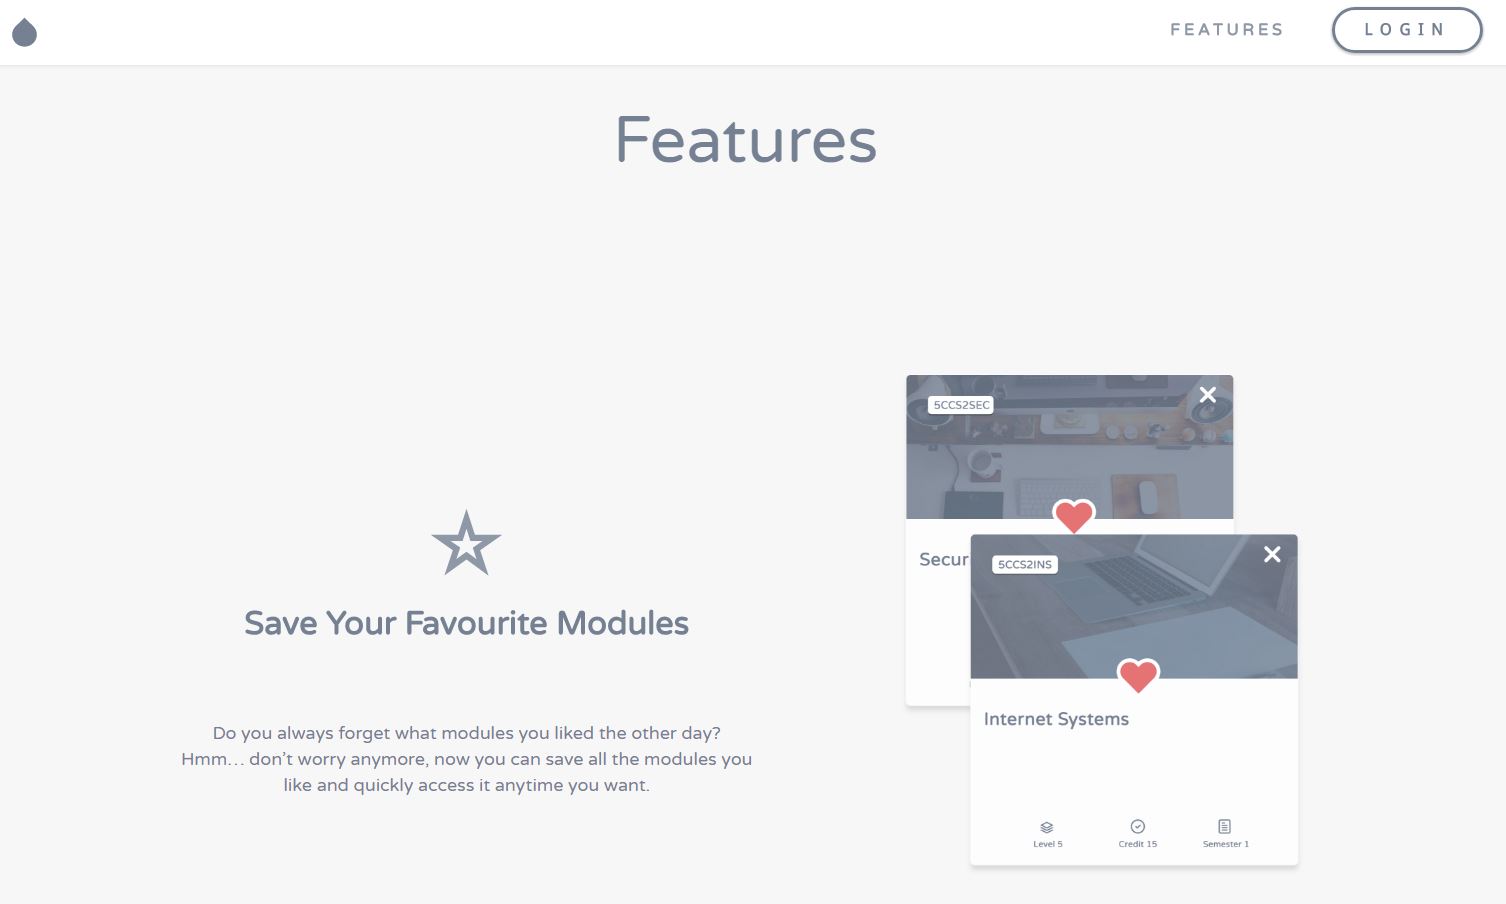 FEATURES
LOGIN
Features
5CCS2SEC
Secur
5CCS2INS
Save Your Favourite Modules
Internet Systems
Do you always forget what modules you liked the other day?
Hmm... don't worry anymore, now you can save all the modules you
like and quickly access it anytime you want.
Level 5
Credit 15
Semester 1